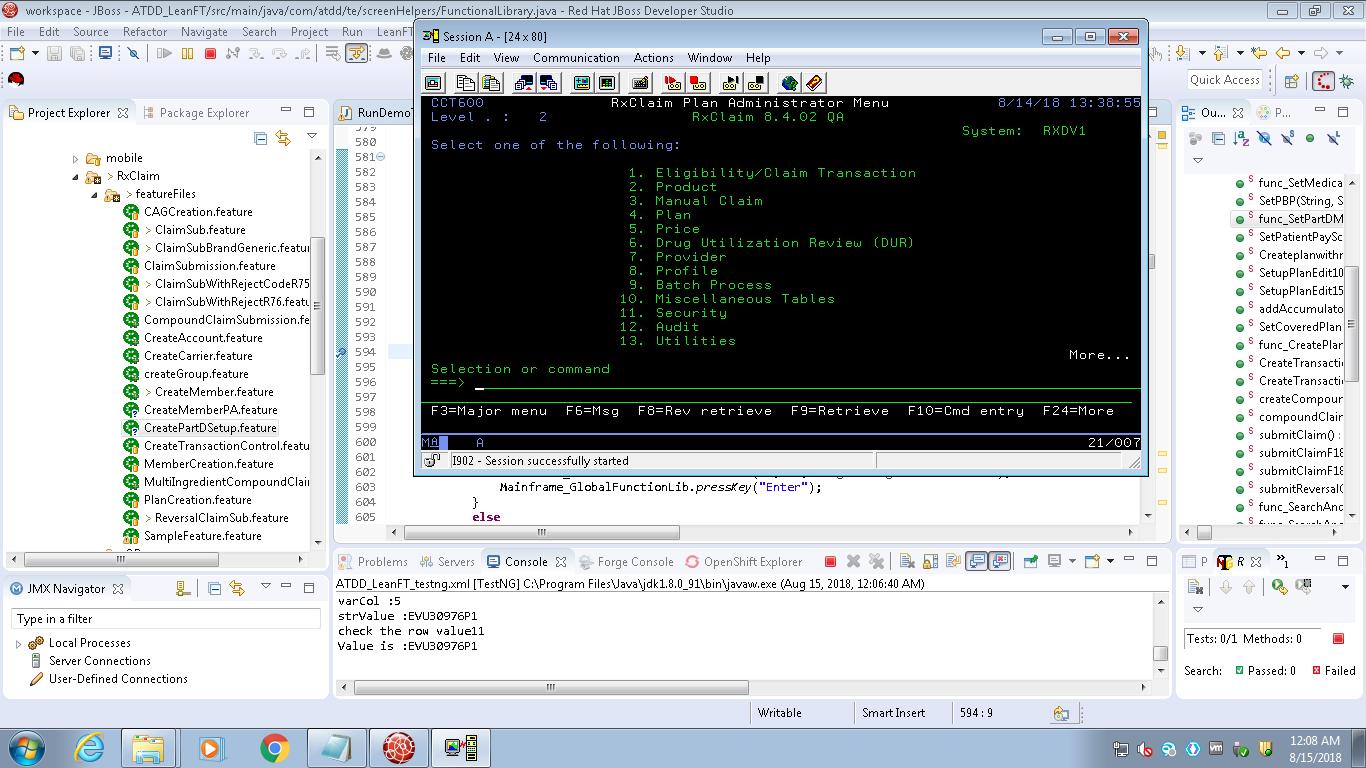 workspace - JBoss - ATDD_LeanFT/src/main/java/com/atdd/te/screenHelpers/FunctionalLibrary.java - Red Hat JBoss Developer Studio
File Edit Source Refactor Navigate Search Project Run LeanFT
Quick Access
Project Explorer
Package Explorer
mobile
> RxClaim
> featureFiles
CAGCreation.feature
> ClaimSub.feature
> ClaimSubBrandGeneric.featur
ClaimSubmission.feature
> ClaimSubWithRejectCodeR75
> ClaimSubWithRejectR76.featu
CompoundClaimSubmission.fe
CreateAccount.feature
CreateCarrier.feature
createGroup.feature
> CreateMember.feature
CreateMemberPA.feature
CreatePartDSetup.feature
CreateTransactionControl.featu
MemberCreation.feature
MultiIngredientCompoundClai
PlanCreation.feature
> ReversalClaimSub.feature
SampleFeature.feature
JMX Navigator
Type in a filter
Local Processes
Server Connections
User-Defined Connections
RunDemoT
579
580
581
582
583
584
585
586
587
588
589
590
591
592
593
594
595
596
597
598
599
600
601
602
603 Mainframe_GlobalFunctionLib.pressKey("Enter");
604 }
605 else
Session A - [24 x 80]
File Edit View Communication Actions Window Help
CCT600 RxClaim Plan Administrator Menu 8/14/18 13:38:55
Level . : 2 RxClaim 8.4.02 QA
System: RXDV1
Select one of the following:
1. Eligibility/Claim Transaction
2. Product
3. Manual Claim
4. Plan
5. Price
6. Drug Utilization Review (DUR)
7. Provider
8. Profile
9. Batch Process
10. Miscellaneous Tables
11. Security
12. Audit
13. Utilities
More...
Selection or command
===>
F3=Major menu F6=Msg F8=Rev retrieve F9=Retrieve F10=Cmd entry F24=More
MA A 21/007
I902 - Session successfully started
Problems Servers Console Forge Console OpenShift Explorer
ATDD_LeanFT_testng.xml [TestNG] C:\Program Files\Java\jdk1.8.0_91\bin\javaw.exe (Aug 15, 2018, 12:06:40 AM)
varCol :5
strValue :EVU30976P1
check the row value11
Value is :EVU30976P1
Ou...
P...
func_SetMedica
SetPBP(String, S
func_SetPartDM
SetPatientPaySc
Createplanwithr
SetupPlanEdit10
SetupPlanEdit15
addAccumulato
SetCoveredPlan
func_CreatePlan
CreateTransacti
CreateTransacti
createCompoun
compoundClain
submitClaim() :
submitClaimF18
submitClaimF18
submitReversalC
func_SearchAnd
P R »1
Tests: 0/1 Methods: 0
Search: Passed: 0 Failed
Writable Smart Insert 594 : 9
12:08 AM
8/15/2018